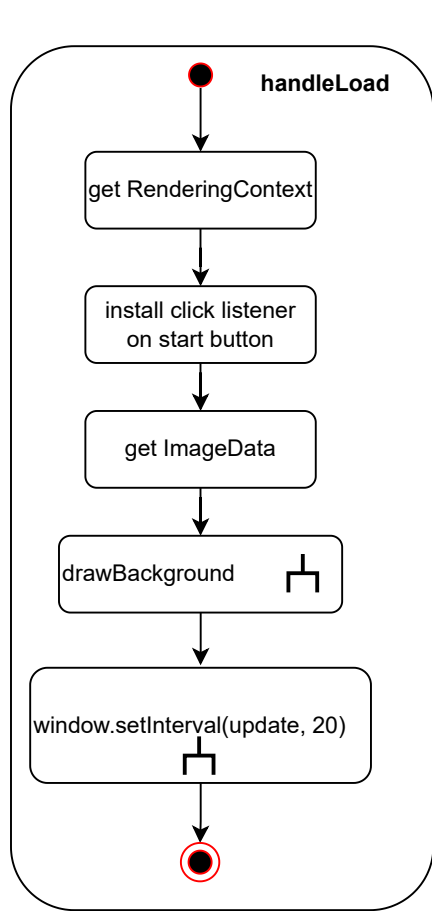 handleLoad
get RenderingContext
install click listener
on start button
get ImageData
drawBackground
window.setInterval(update, 20)